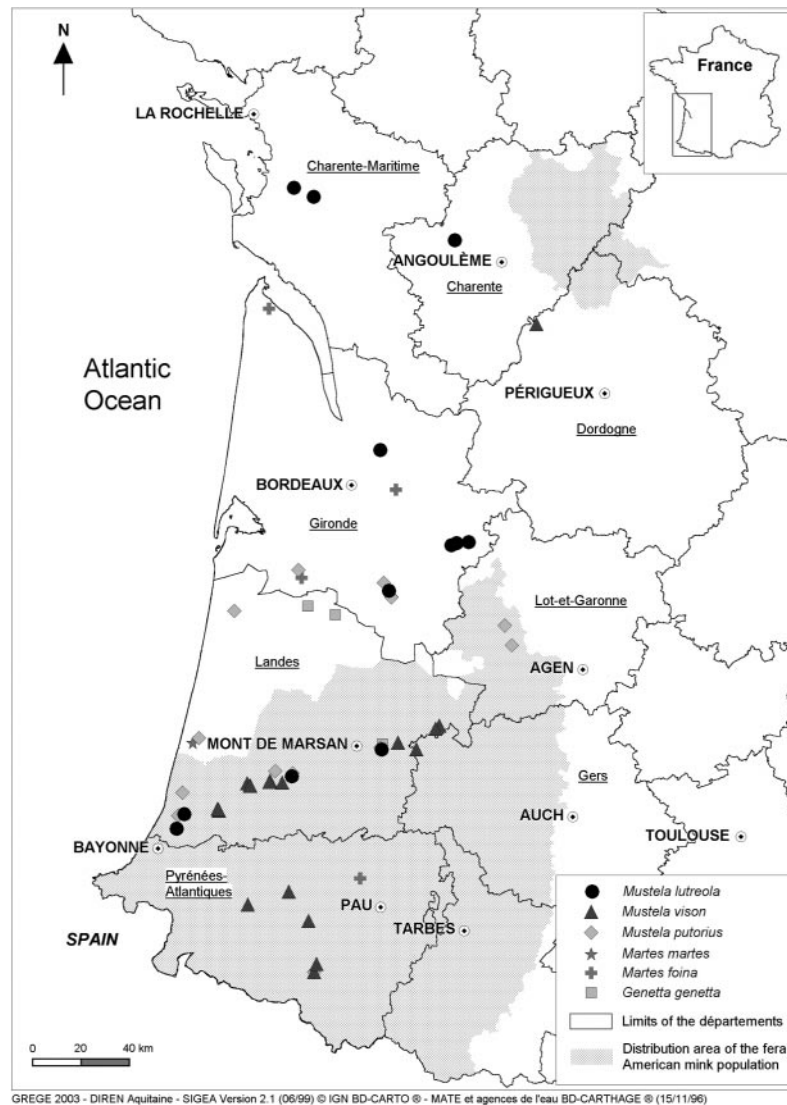 N
France
LA ROCHELLE
Charente-Maritime
ANGOULÈME
Charente
Atlantic
Ocean
PÉRIGUEUX
Dordogne
BORDEAUX
Gironde
Lot-et-Garonne
AGEN
Landes
MONT DE MARSAN
Gers
AUCH
TOULOUSE
BAYONNE
Pyrénées-
Atlantiques
PAU
TARBES
SPAIN
Mustela lutreola
Mustela vison
Mustela putorius
Martes martes
Martes foina
Genetta genetta
Limits of the départements
Distribution area of the fera
American mink population
0 20 40 km
GREGE 2003 - DIREN Aquitaine - SIGEA Version 2.1 (06/99) © IGN BD-CARTO ® - MATE et agences de l'eau BD-CARTHAGE ® (15/11/96)